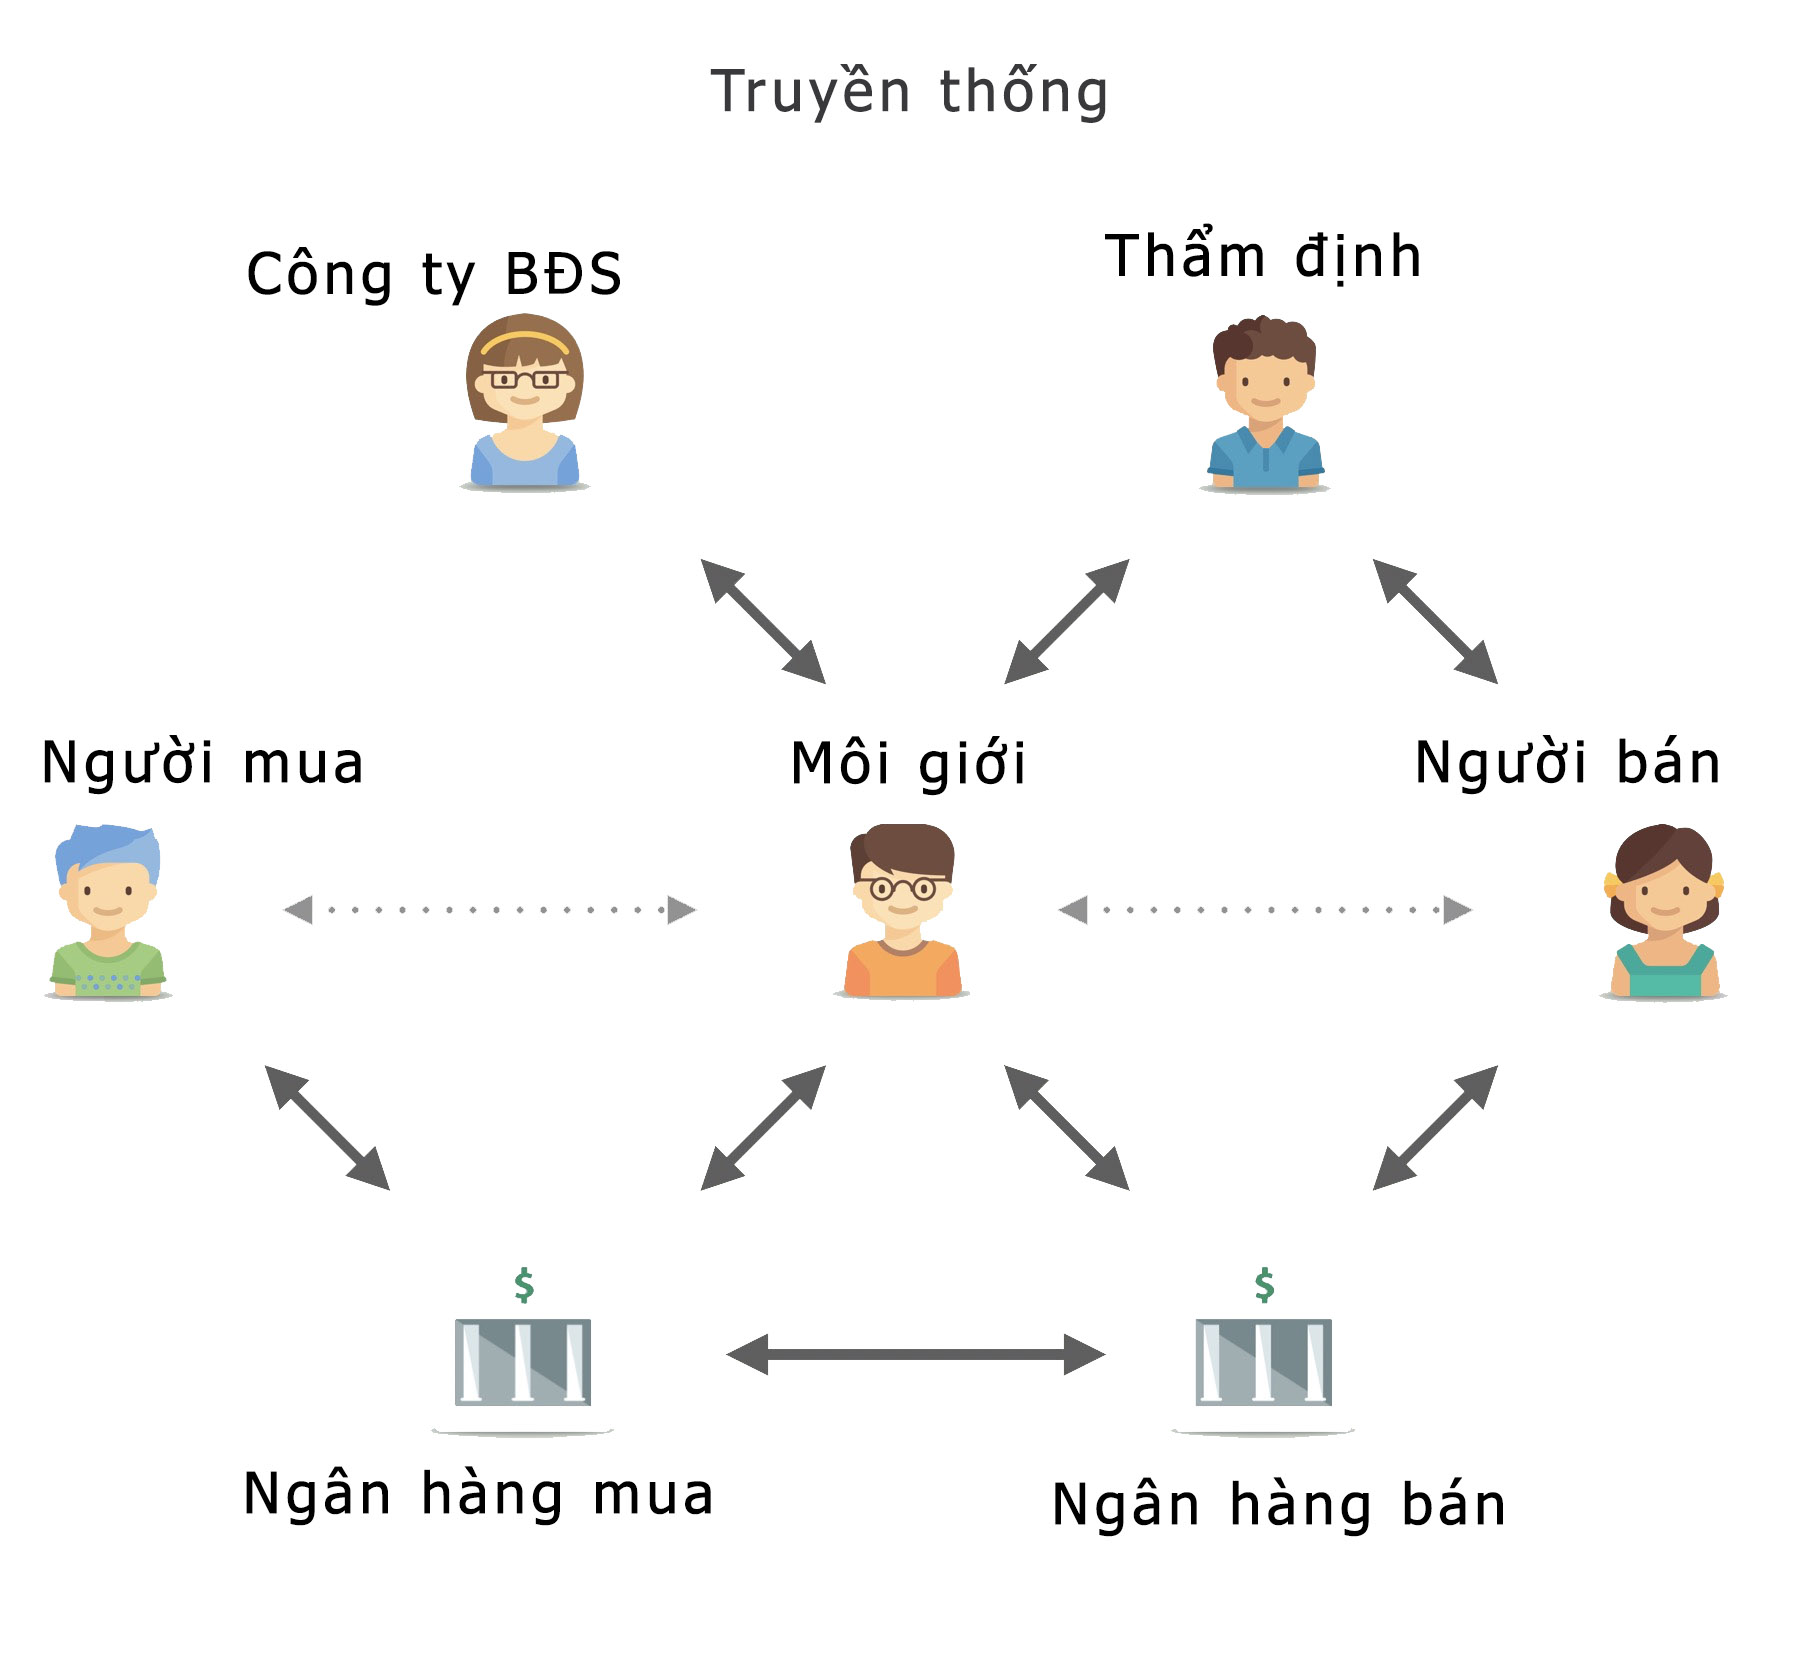 Truyền thống
Công ty BĐS
Thẩm định
Người mua
Môi giới
Người bán
$
$
Ngân hàng mua
Ngân hàng bán